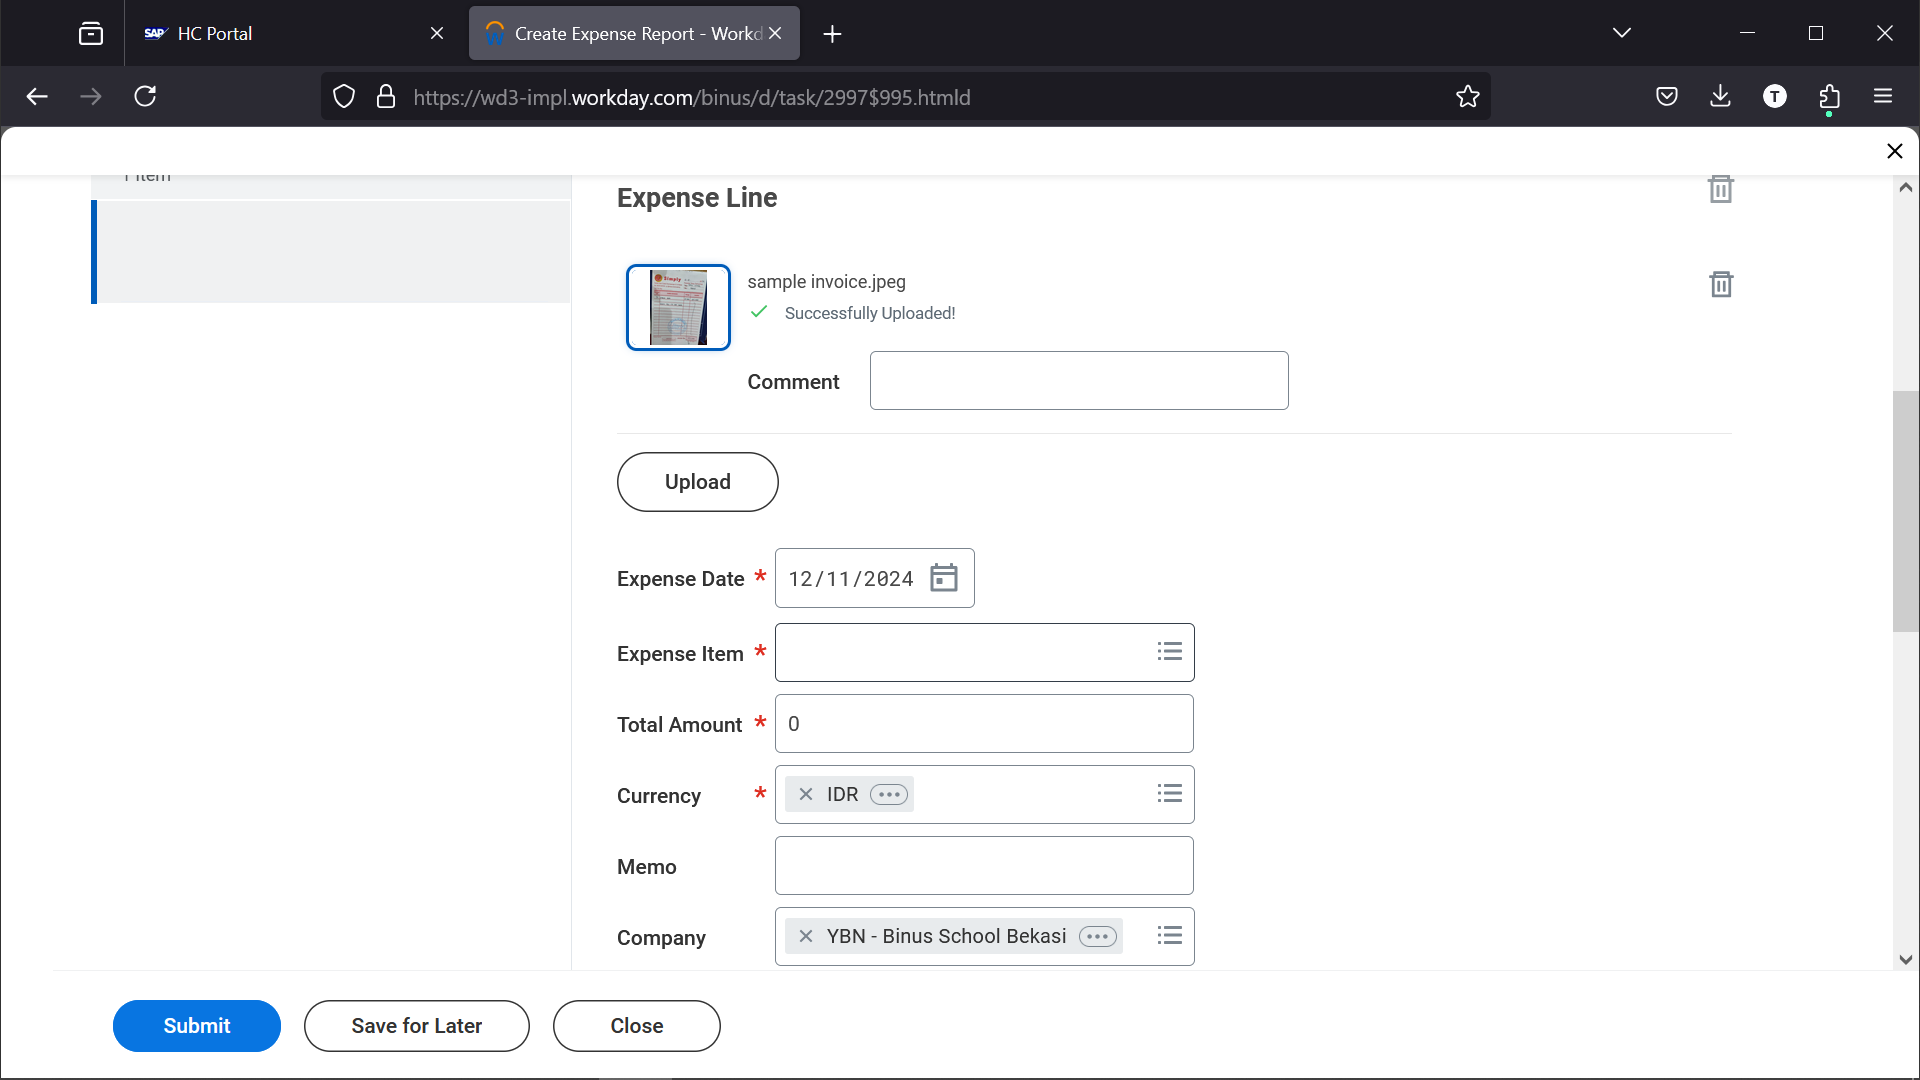 SAP HC Portal
Create Expense Report - Workd
https://wd3-impl.workday.com/binus/d/task/2997$995.htmld
T
1 item
Expense Line
Simply
sample invoice.jpeg
Successfully Uploaded!
Comment
Upload
Expense Date * 12/11/2024
Expense Item *
Total Amount * 0
Currency * IDR
Memo
Company YBN - Binus School Bekasi
Submit
Save for Later
Close